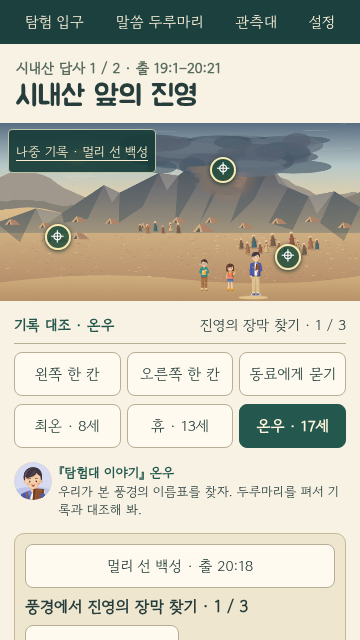 탐험 입구 말씀 두루마리 관측대 설정
시내산 답사 1 / 2 · 출 19:1–20:21
시내산 앞의 진영
나중 기록 · 멀리 선 백성
기록 대조 · 온우 진영의 장막 찾기 · 1 / 3
왼쪽 한 칸 오른쪽 한 칸 동료에게 묻기
최온 · 8세 휴 · 13세 온우 · 17세
『탐험대 이야기』 온우
우리가 본 풍경의 이름표를 찾자. 두루마리를 펴서 기
록과 대조해 봐.
멀리 선 백성 · 출 20:18
풍경에서 진영의 장막 찾기 · 1 / 3